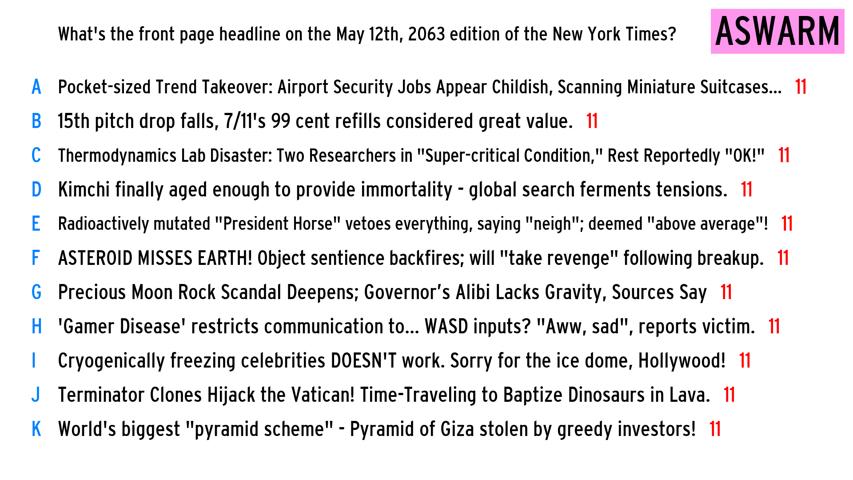 What's the front page headline on the May 12th, 2063 edition of the New York Times?
ASWARM
A Pocket-sized Trend Takeover: Airport Security Jobs Appear Childish, Scanning Miniature Suitcases... 11
B 15th pitch drop falls, 7/11's 99 cent refills considered great value. 11
C Thermodynamics Lab Disaster: Two Researchers in "Super-critical Condition," Rest Reportedly "OK!" 11
D Kimchi finally aged enough to provide immortality - global search ferments tensions. 11
E Radioactively mutated "President Horse" vetoes everything, saying "neigh"; deemed "above average"! 11
F ASTEROID MISSES EARTH! Object sentience backfires; will "take revenge" following breakup. 11
G Precious Moon Rock Scandal Deepens; Governor’s Alibi Lacks Gravity, Sources Say 11
H 'Gamer Disease' restricts communication to... WASD inputs? "Aww, sad", reports victim. 11
I Cryogenically freezing celebrities DOESN'T work. Sorry for the ice dome, Hollywood! 11
J Terminator Clones Hijack the Vatican! Time-Traveling to Baptize Dinosaurs in Lava. 11
K World's biggest "pyramid scheme" - Pyramid of Giza stolen by greedy investors! 11